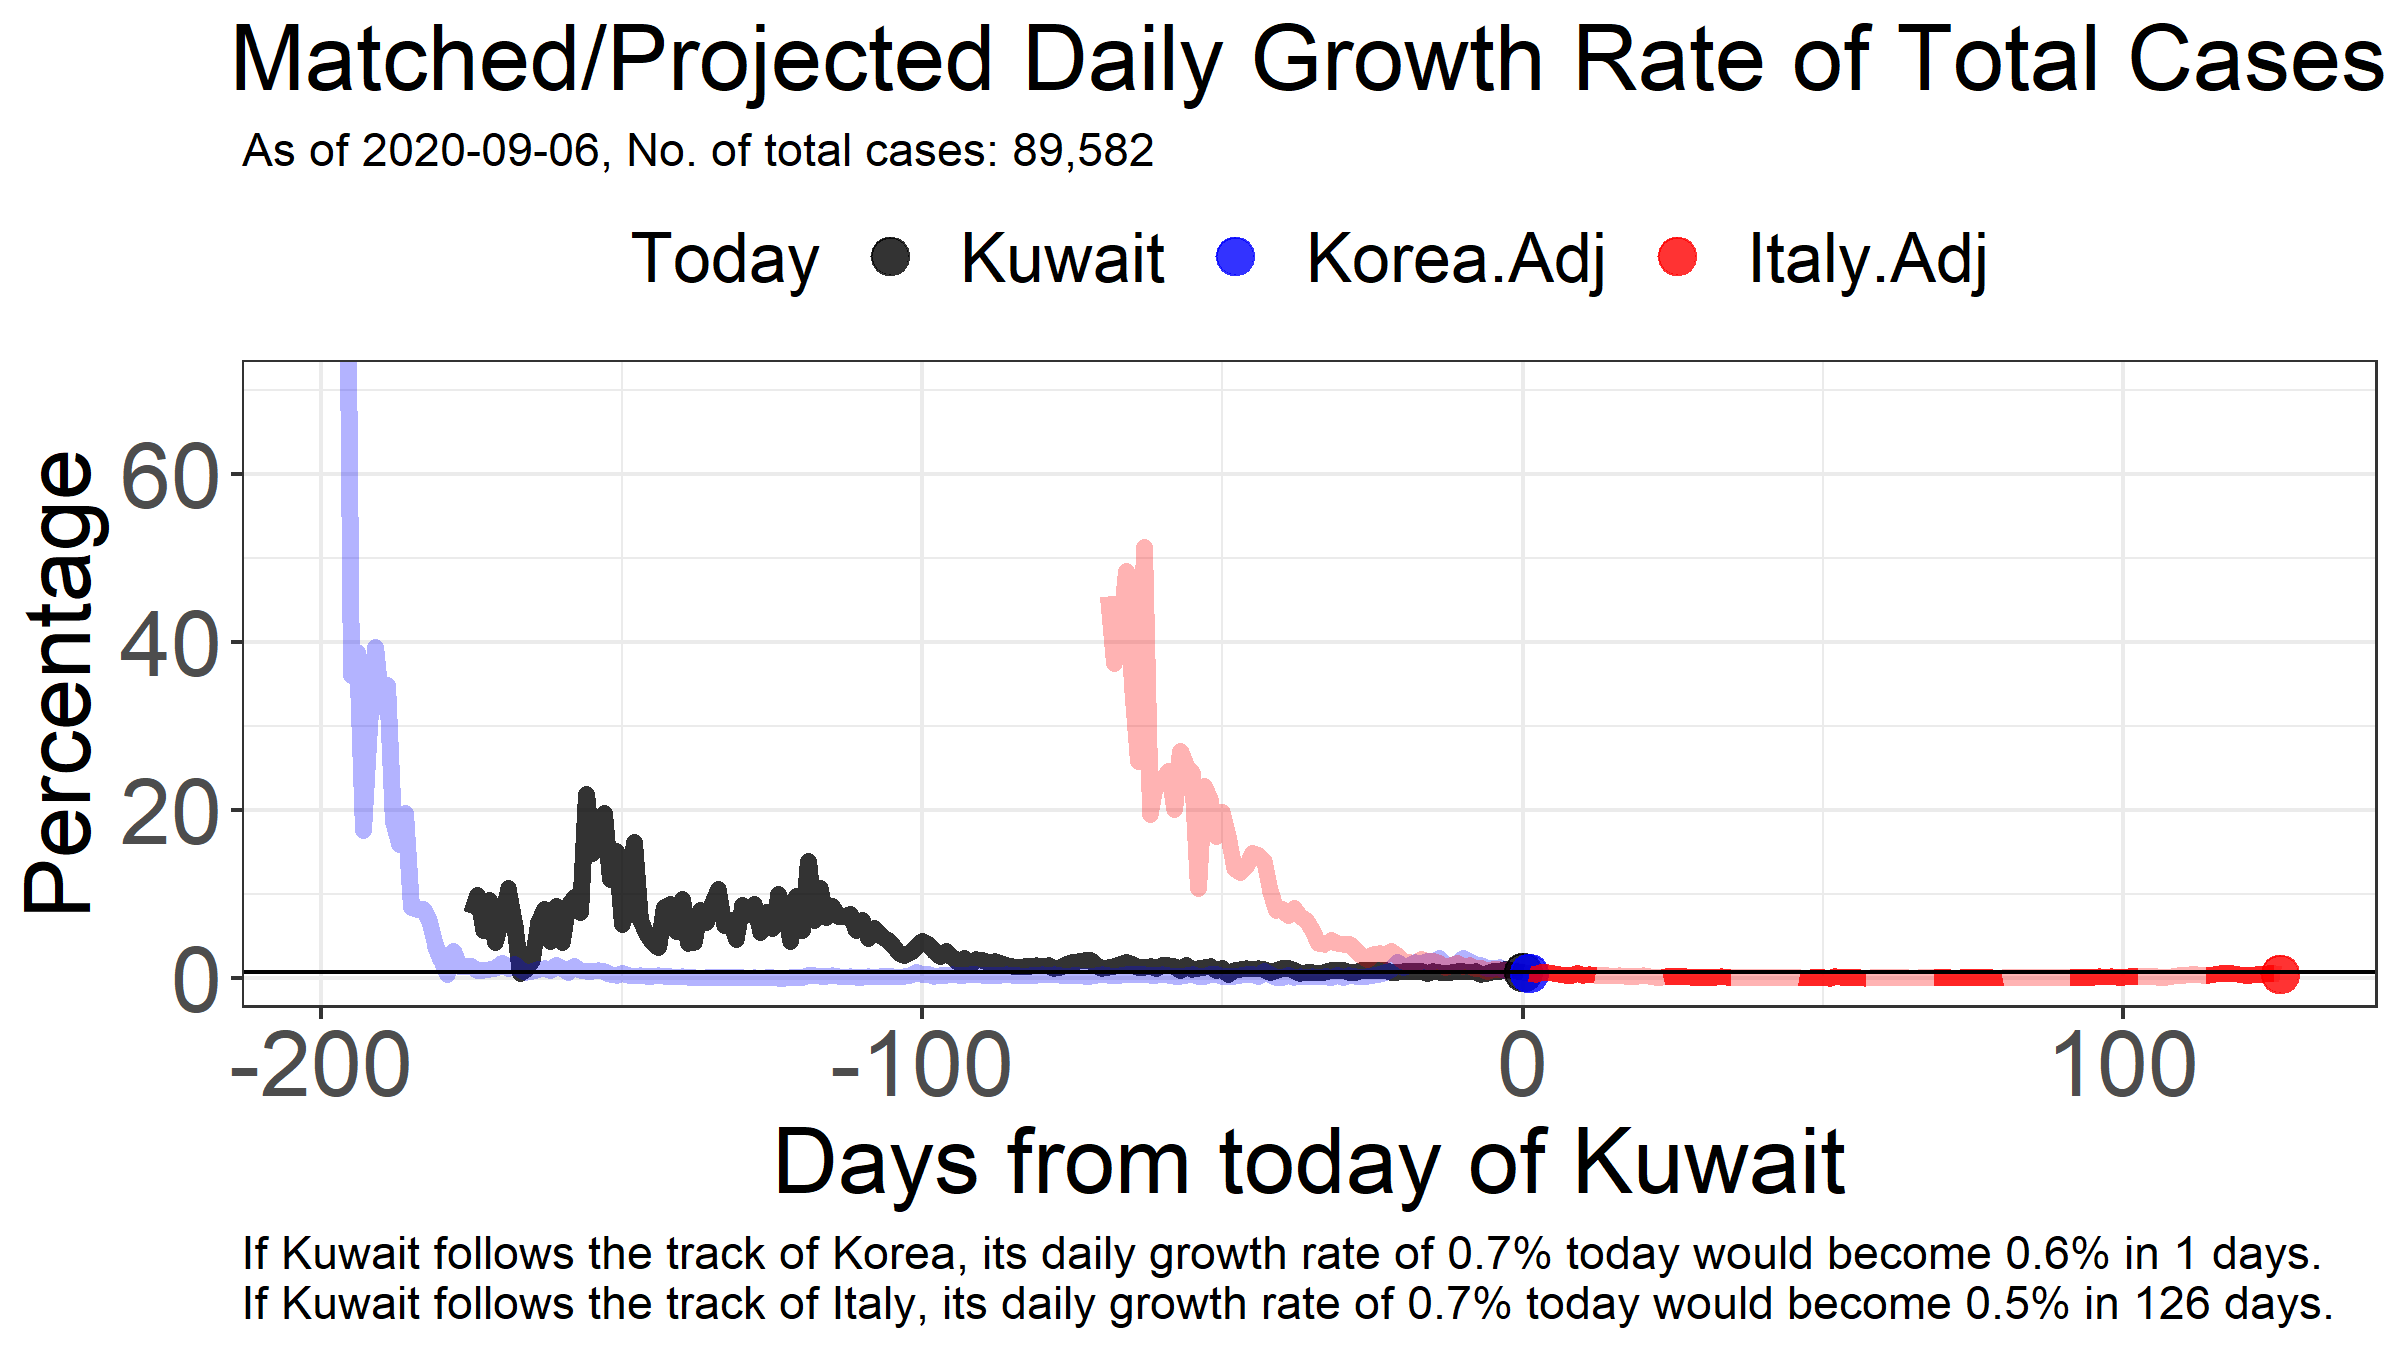 Matched/Projected Daily Growth Rate of Total Cases
As of 2020-09-06, No. of total cases: 89,582
Today Kuwait Korea.Adj Italy.Adj
Percentage
60
40
20
0
-200 -100 0 100
Days from today of Kuwait
If Kuwait follows the track of Korea, its daily growth rate of 0.7% today would become 0.6% in 1 days.
If Kuwait follows the track of Italy, its daily growth rate of 0.7% today would become 0.5% in 126 days.